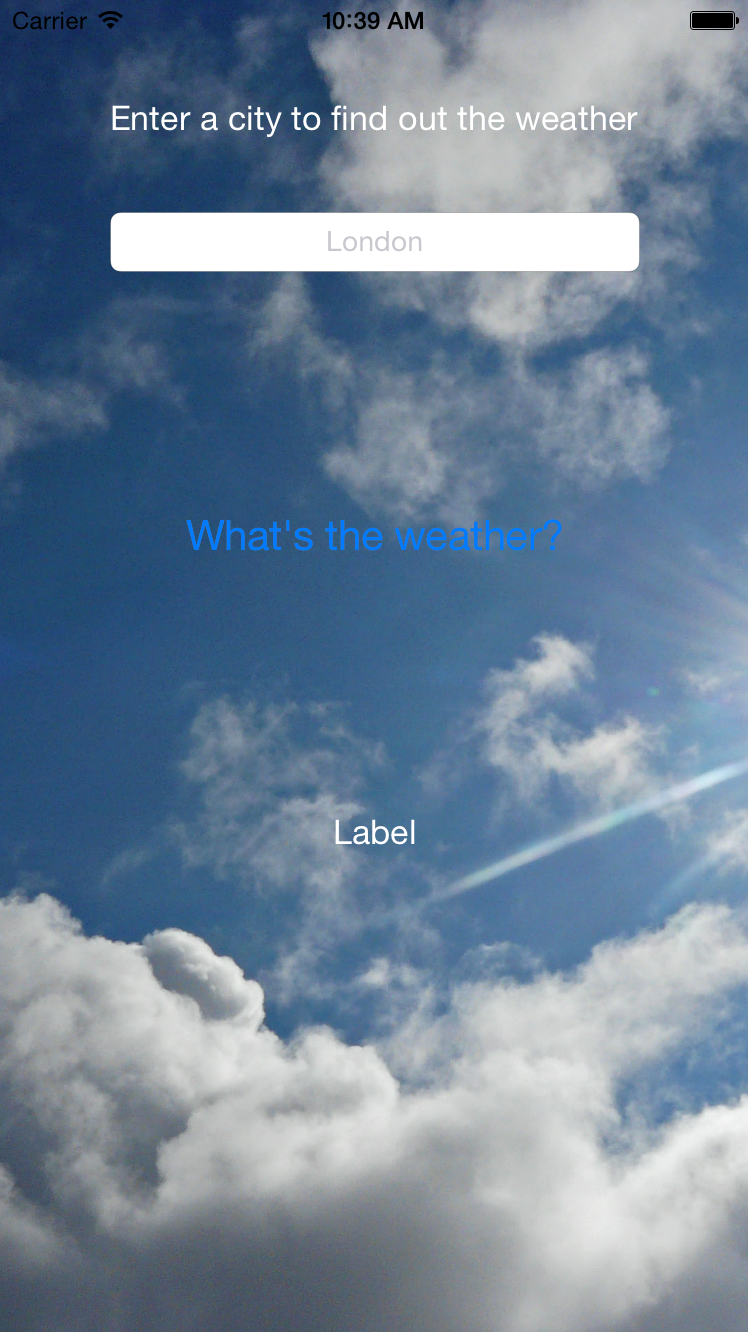 Carrier 10:39 AM
Enter a city to find out the weather
London
What's the weather?
Label